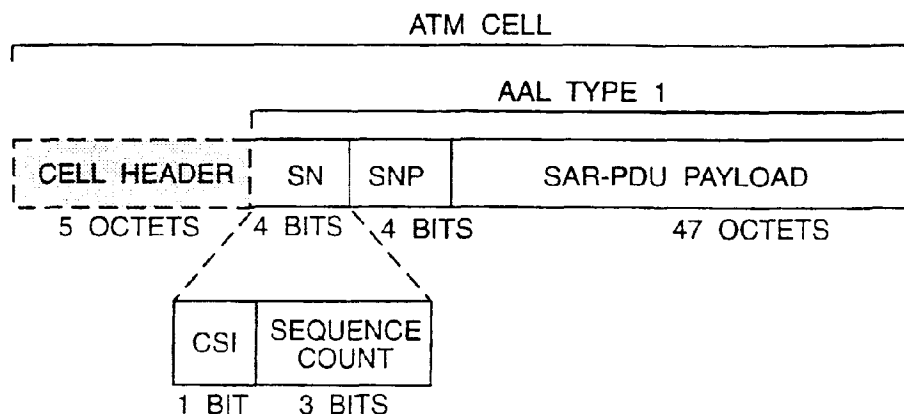 ATM CELL
AAL TYPE 1
CELL HEADER SN SNP SAR-PDU PAYLOAD
5 OCTETS 4 BITS 4 BITS 47 OCTETS
CSI SEQUENCE
COUNT
1 BIT 3 BITS